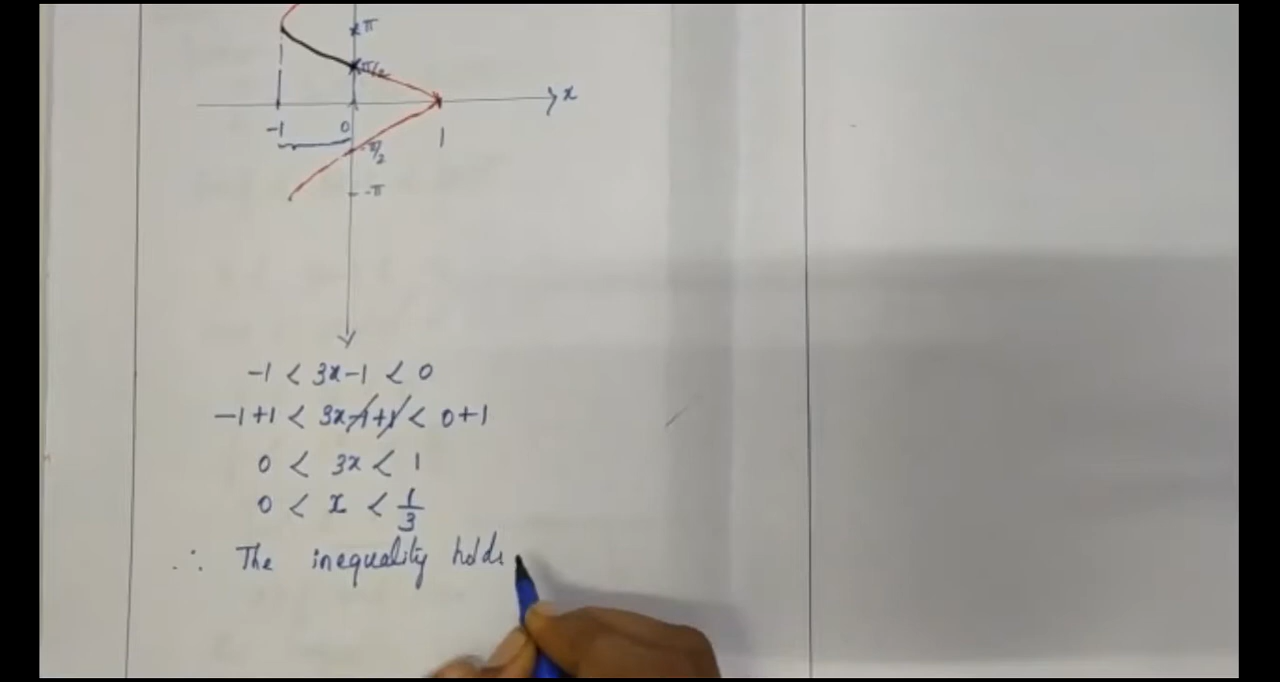 π
π/2
x
-1 0 1
-π/2
-π
-1 < 3x-1 < 0
-1+1 < 3x-1+1 < 0+1
0 < 3x < 1
0 < x < 1/3
∴ The inequality holds